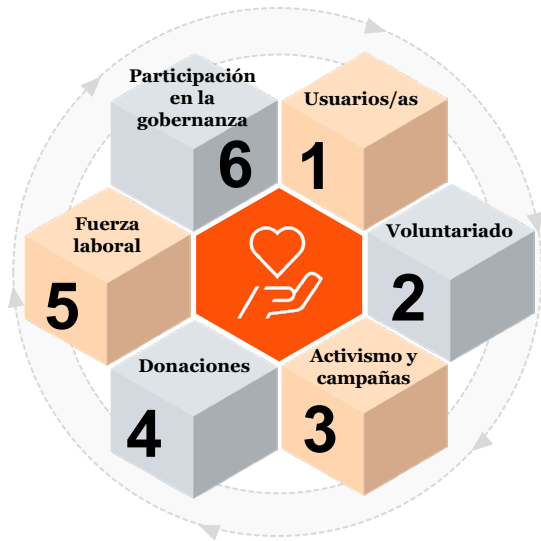 Usuarios/as
1
Voluntariado
2
Activismo y
campañas
3
Donaciones
4
Fuerza
laboral
5
Participación
en la
gobernanza
6